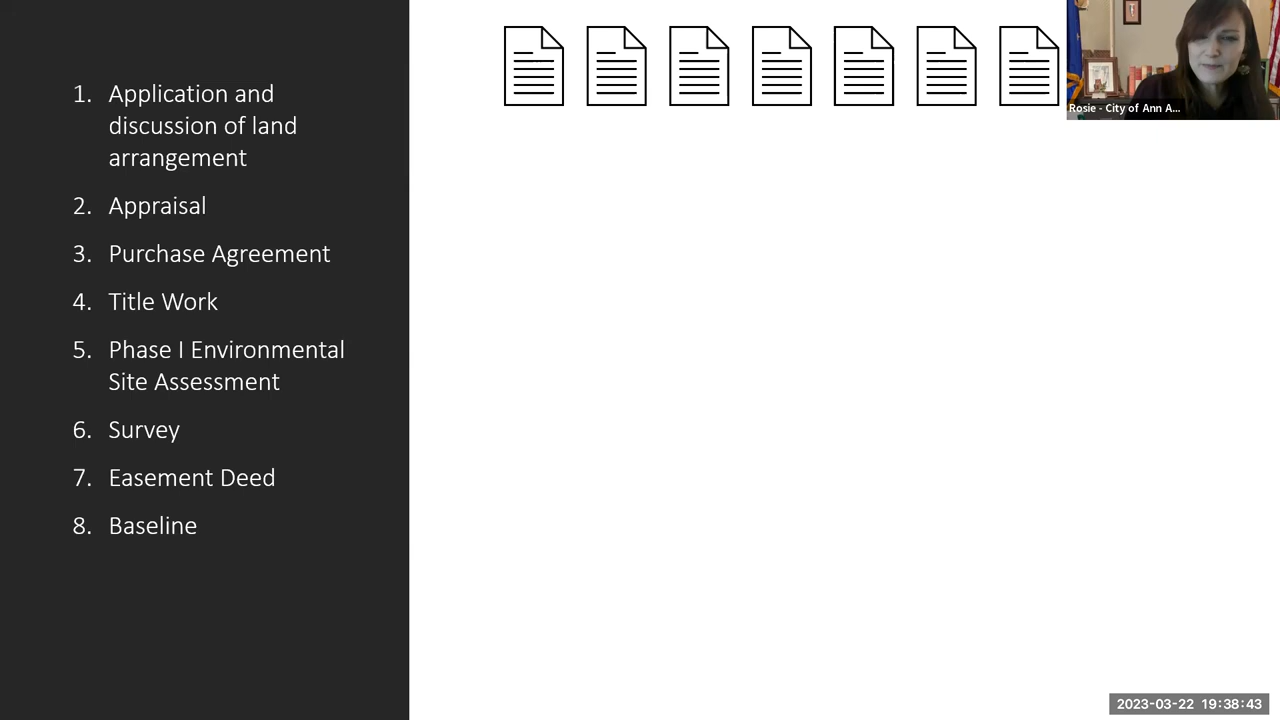 1. Application and
discussion of land
arrangement
2. Appraisal
3. Purchase Agreement
4. Title Work
5. Phase I Environmental
Site Assessment
6. Survey
7. Easement Deed
8. Baseline
Rosie - City of Ann A...
2023-03-22 19:38:43